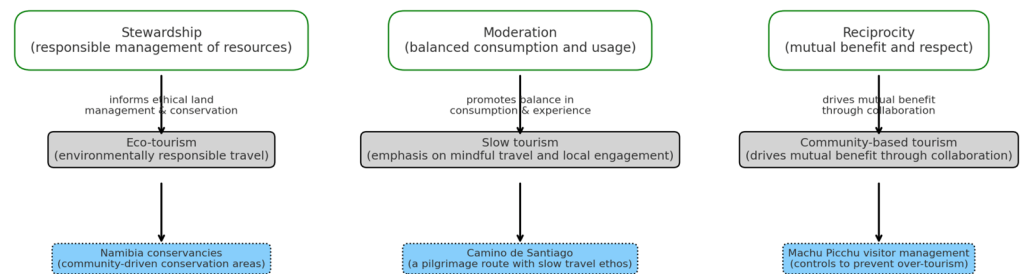 Stewardship
(responsible management of resources)
Moderation
(balanced consumption and usage)
Reciprocity
(mutual benefit and respect)
informs ethical land
management & conservation
promotes balance in
consumption & experience
drives mutual benefit
through collaboration
Eco-tourism
(environmentally responsible travel)
Slow tourism
(emphasis on mindful travel and local engagement)
Community-based tourism
(drives mutual benefit through collaboration)
Namibia conservancies
(community-driven conservation areas)
Camino de Santiago
(a pilgrimage route with slow travel ethos)
Machu Picchu visitor management
(controls to prevent over-tourism)